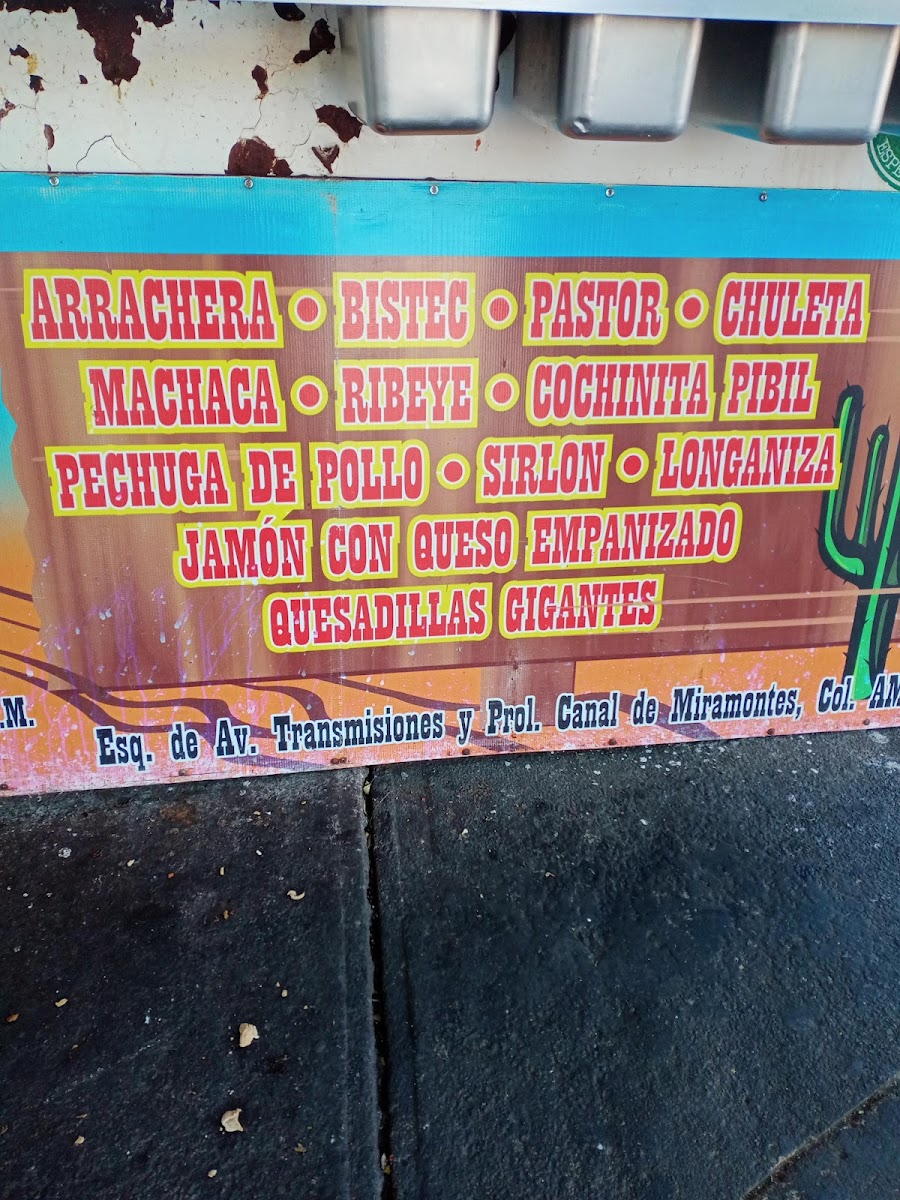 ARRACHERA • BISTEC • PASTOR • CHULETA
MACHACA • RIBEYE • COCHINITA PIBIL
PECHUGA DE POLLO • SIRLON • LONGANIZA
JAMÓN CON QUESO EMPANIZADO
QUESADILLAS GIGANTES
.M.
Esq. de Av. Transmisiones y Prol. Canal de Miramontes, Col. AM